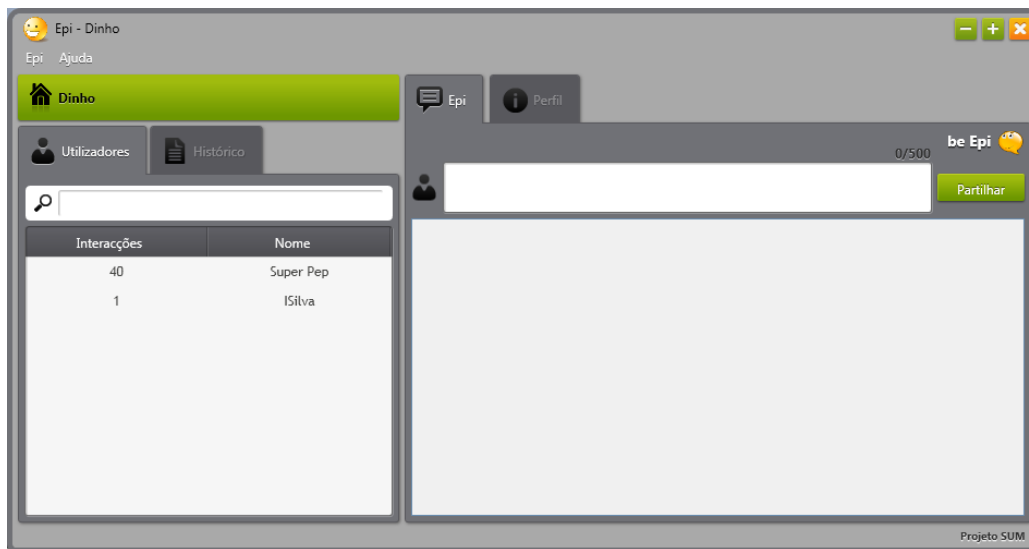 Epi - Dinho
Epi Ajuda
Dinho
Utilizadores Histórico
Interacções Nome
40 Super Pep
1 ISilva
Epi Perfil
be Epi
0/500
Partilhar
Projeto SUM